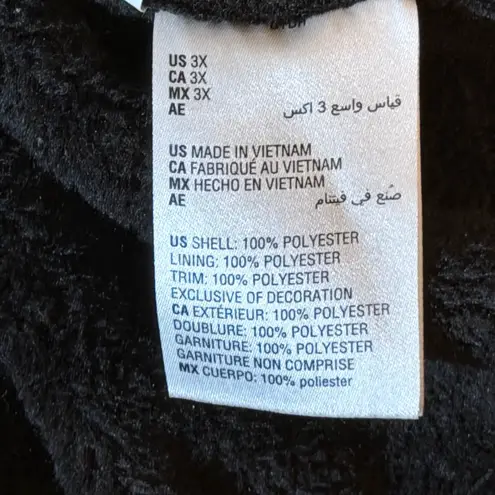 US 3X
CA 3X
MX 3X
AE قياس واسع 3 اكس
US MADE IN VIETNAM
CA FABRIQUÉ AU VIETNAM
MX HECHO EN VIETNAM
AE صُنع في فيتنام
US SHELL: 100% POLYESTER
LINING: 100% POLYESTER
TRIM: 100% POLYESTER
EXCLUSIVE OF DECORATION
CA EXTÉRIEUR: 100% POLYESTER
DOUBLURE: 100% POLYESTER
GARNITURE: 100% POLYESTER
GARNITURE NON COMPRISE
MX CUERPO: 100% poliester